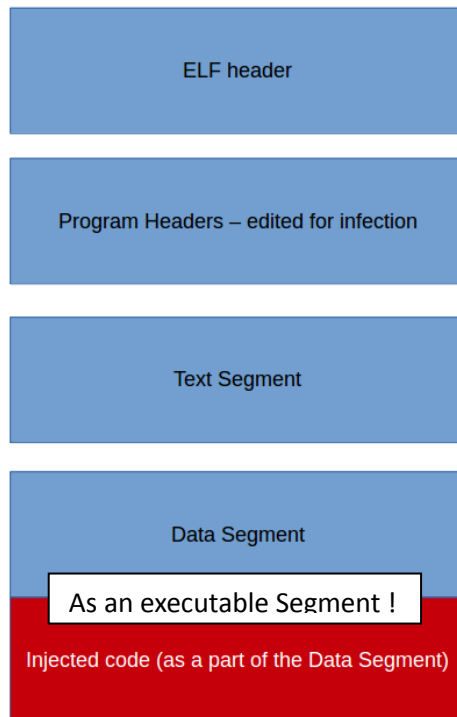 ELF header
Program Headers – edited for infection
Text Segment
Data Segment
As an executable Segment !
Injected code (as a part of the Data Segment)